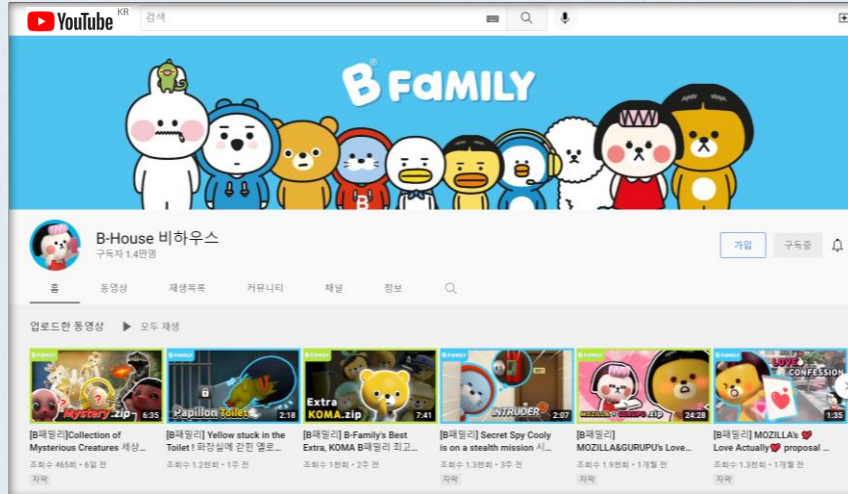 YouTube KR
검색
B FAMILY
B
B-House 비하우스
구독자 1.4만명
가입
구독중
홈
동영상
재생목록
커뮤니티
채널
정보
업로드한 동영상 ▶ 모두 재생
B FAMILY
Mystery.zip
6:35
B FAMILY
Papillon Toilet
2:18
B FAMILY
Extra
KOMA.zip
7:41
B FAMILY
INTRUDER
2:07
B FAMILY
MOZILLA & GURUPU .zip
24:28
B FAMILY
LOVE
CONFESSION
1:35
[B패밀리]Collection of
Mysterious Creatures 세상...
조회수 465회 • 6일 전
자막
[B패밀리] Yellow stuck in the
Toilet ! 화장실에 갇힌 옐로...
조회수 1.2천회 • 1주 전
[B패밀리] B-Family's Best
Extra, KOMA B패밀리 최고...
조회수 1천회 • 2주 전
[B패밀리] Secret Spy Cooly
is on a stealth mission 시...
조회수 1.3천회 • 3주 전
자막
[B패밀리]
MOZILLA&GURUPU's Love...
조회수 1.9천회 • 1개월 전
자막
[B패밀리] MOZILLA's ❤️
Love Actually❤️ proposal ...
조회수 1.3천회 • 1개월 전
자막